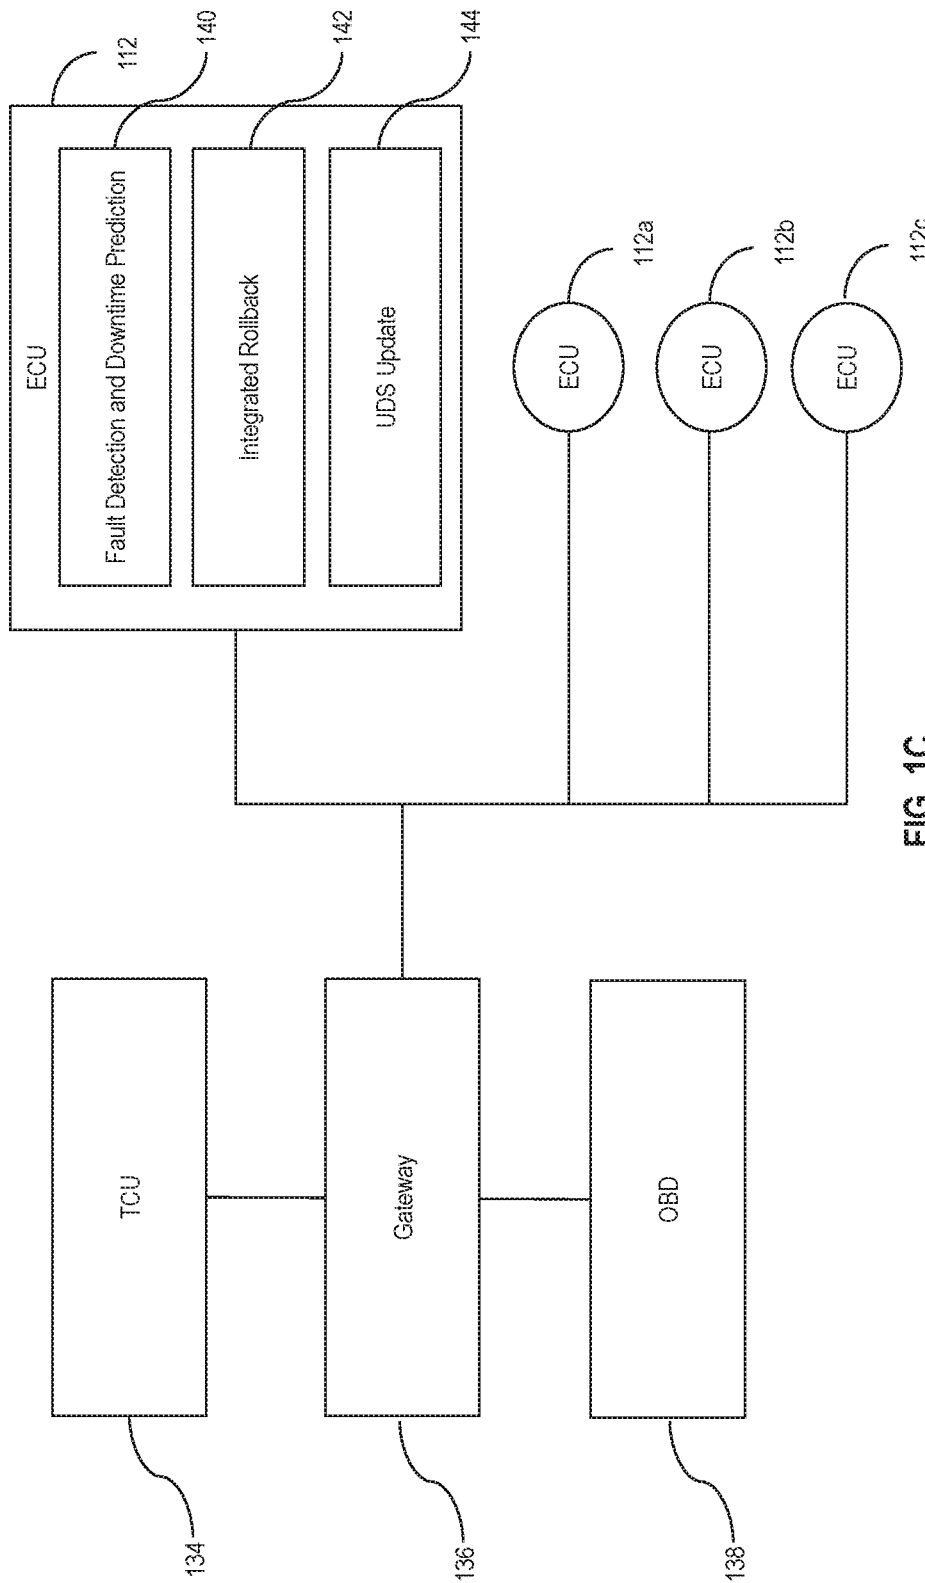 ECU
112
TCU
Fault Detection and Downtime Prediction
140
134
Integrated Rollback
142
UDS Update
144
Gateway
136
ECU
112a
OBD
138
ECU
112b
ECU
112c
FIG. 1C